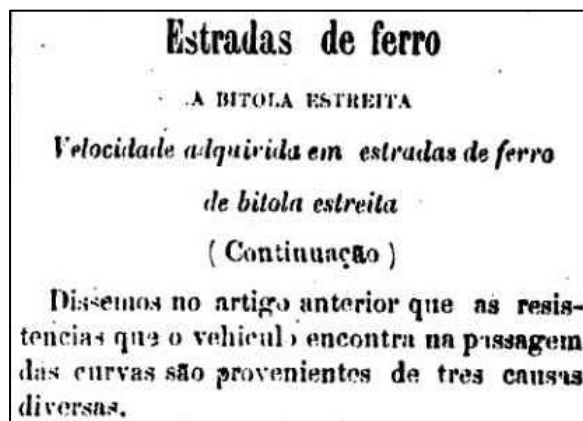 Estradas de ferro
A BITOLA ESTREITA
Velocidade adquirida em estradas de ferro
de bitola estreita
( Continuação )
Dissemos no artigo anterior que as resis-
tencias que o vehiculo encontra na passagem
das curvas são provenientes de tres causas
diversas.